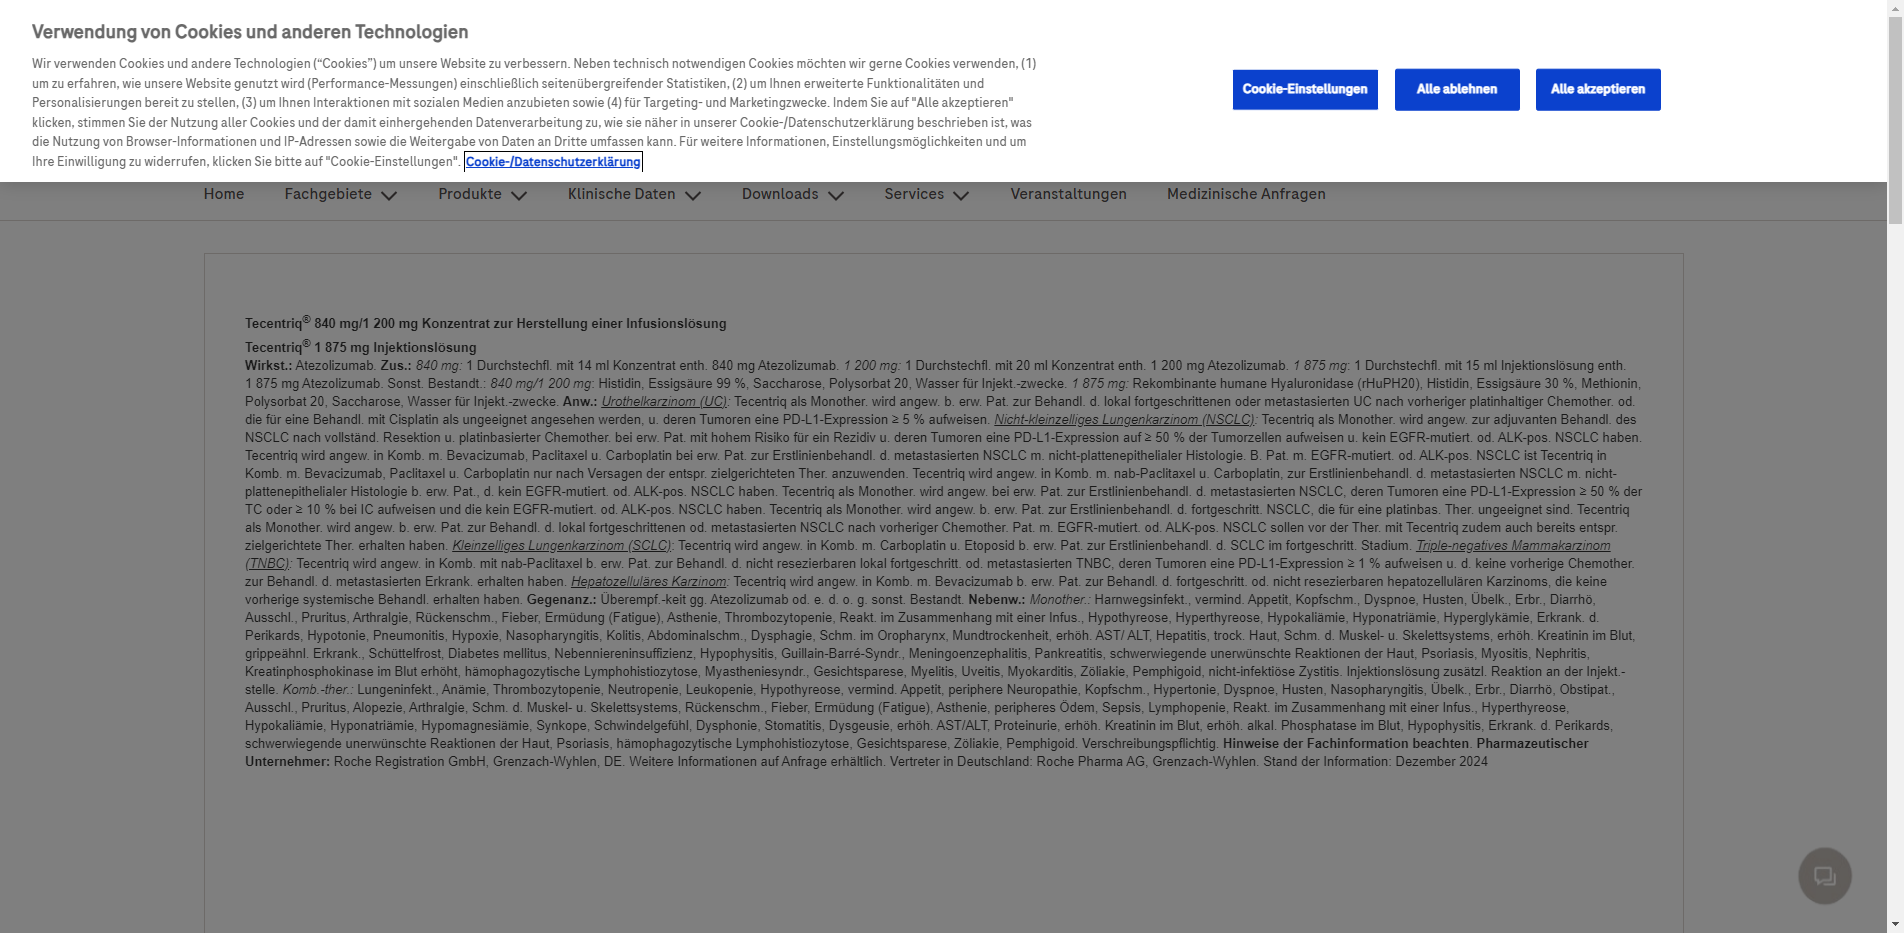 Verwendung von Cookies und anderen Technologien
Wir verwenden Cookies und andere Technologien (“Cookies”) um unsere Website zu verbessern. Neben technisch notwendigen Cookies möchten wir gerne Cookies verwenden, (1)
um zu erfahren, wie unsere Website genutzt wird (Performance-Messungen) einschließlich seitenübergreifender Statistiken, (2) um Ihnen erweiterte Funktionalitäten und
Personalisierungen bereit zu stellen, (3) um Ihnen Interaktionen mit sozialen Medien anzubieten sowie (4) für Targeting- und Marketingzwecke. Indem Sie auf "Alle akzeptieren"
klicken, stimmen Sie der Nutzung aller Cookies und der damit einhergehenden Datenverarbeitung zu, wie sie näher in unserer Cookie-/Datenschutzerklärung beschrieben ist, was
die Nutzung von Browser-Informationen und IP-Adressen sowie die Weitergabe von Daten an Dritte umfassen kann. Für weitere Informationen, Einstellungsmöglichkeiten und um
Ihre Einwilligung zu widerrufen, klicken Sie bitte auf "Cookie-Einstellungen". Cookie-/Datenschutzerklärung
Cookie-Einstellungen Alle ablehnen Alle akzeptieren
Home Fachgebiete Produkte Klinische Daten Downloads Services Veranstaltungen Medizinische Anfragen
Tecentriq® 840 mg/1 200 mg Konzentrat zur Herstellung einer Infusionslösung
Tecentriq® 1 875 mg Injektionslösung
Wirkst.: Atezolizumab. Zus.: 840 mg: 1 Durchstechfl. mit 14 ml Konzentrat enth. 840 mg Atezolizumab. 1 200 mg: 1 Durchstechfl. mit 20 ml Konzentrat enth. 1 200 mg Atezolizumab. 1 875 mg: 1 Durchstechfl. mit 15 ml Injektionslösung enth.
1 875 mg Atezolizumab. Sonst. Bestandt.: 840 mg/1 200 mg: Histidin, Essigsäure 99 %, Saccharose, Polysorbat 20, Wasser für Injekt.-zwecke. 1 875 mg: Rekombinante humane Hyaluronidase (rHuPH20), Histidin, Essigsäure 30 %, Methionin,
Polysorbat 20, Saccharose, Wasser für Injekt.-zwecke. Anw.: Urothelkarzinom (UC): Tecentriq als Monother. wird angew. b. erw. Pat. zur Behandl. d. lokal fortgeschrittenen oder metastasierten UC nach vorheriger platinhaltiger Chemother. od.
die für eine Behandl. mit Cisplatin als ungeeignet angesehen werden, u. deren Tumoren eine PD-L1-Expression ≥ 5 % aufweisen. Nicht-kleinzelliges Lungenkarzinom (NSCLC): Tecentriq als Monother. wird angew. zur adjuvanten Behandl. des
NSCLC nach vollständ. Resektion u. platinbasierter Chemother. bei erw. Pat. mit hohem Risiko für ein Rezidiv u. deren Tumoren eine PD-L1-Expression auf ≥ 50 % der Tumorzellen aufweisen u. kein EGFR-mutiert. od. ALK-pos. NSCLC haben.
Tecentriq wird angew. in Komb. m. Bevacizumab, Paclitaxel u. Carboplatin bei erw. Pat. zur Erstlinienbehandl. d. metastasierten NSCLC m. nicht-plattenepithelialer Histologie. B. Pat. m. EGFR-mutiert. od. ALK-pos. NSCLC ist Tecentriq in
Komb. m. Bevacizumab, Paclitaxel u. Carboplatin nur nach Versagen der entspr. zielgerichteten Ther. anzuwenden. Tecentriq wird angew. in Komb. m. nab-Paclitaxel u. Carboplatin, zur Erstlinienbehandl. d. metastasierten NSCLC m. nicht-
plattenepithelialer Histologie b. erw. Pat., d. kein EGFR-mutiert. od. ALK-pos. NSCLC haben. Tecentriq als Monother. wird angew. bei erw. Pat. zur Erstlinienbehandl. d. metastasierten NSCLC, deren Tumoren eine PD-L1-Expression ≥ 50 % der
TC oder ≥ 10 % bei IC aufweisen und die kein EGFR-mutiert. od. ALK-pos. NSCLC haben. Tecentriq als Monother. wird angew. b. erw. Pat. zur Erstlinienbehandl. d. fortgeschritt. NSCLC, die für eine platinbas. Ther. ungeeignet sind. Tecentriq
als Monother. wird angew. b. erw. Pat. zur Behandl. d. lokal fortgeschrittenen od. metastasierten NSCLC nach vorheriger Chemother. Pat. m. EGFR-mutiert. od. ALK-pos. NSCLC sollen vor der Ther. mit Tecentriq zudem auch bereits entspr.
zielgerichtete Ther. erhalten haben. Kleinzelliges Lungenkarzinom (SCLC): Tecentriq wird angew. in Komb. m. Carboplatin u. Etoposid b. erw. Pat. zur Erstlinienbehandl. d. SCLC im fortgeschritt. Stadium. Triple-negatives Mammakarzinom
(TNBC): Tecentriq wird angew. in Komb. mit nab-Paclitaxel b. erw. Pat. zur Behandl. d. nicht resezierbaren lokal fortgeschritt. od. metastasierten TNBC, deren Tumoren eine PD-L1-Expression ≥ 1 % aufweisen u. d. keine vorherige Chemother.
zur Behandl. d. metastasierten Erkrank. erhalten haben. Hepatozelluläres Karzinom: Tecentriq wird angew. in Komb. m. Bevacizumab b. erw. Pat. zur Behandl. d. fortgeschritt. od. nicht resezierbaren hepatozellulären Karzinoms, die keine
vorherige systemische Behandl. erhalten haben. Gegenanz.: Überempf.-keit gg. Atezolizumab od. e. d. o. g. sonst. Bestandt. Nebenw.: Monother.: Harnwegsinfekt., vermind. Appetit, Kopfschm., Dyspnoe, Husten, Übelk., Erbr., Diarrhö,
Ausschl., Pruritus, Arthralgie, Rückenschm., Fieber, Ermüdung (Fatigue), Asthenie, Thrombozytopenie, Reakt. im Zusammenhang mit einer Infus., Hypothyreose, Hyperthyreose, Hypokaliämie, Hyponatriämie, Hyperglykämie, Erkrank. d.
Perikards, Hypotonie, Pneumonitis, Hypoxie, Nasopharyngitis, Kolitis, Abdominalschm., Dysphagie, Schm. im Oropharynx, Mundtrockenheit, erhöh. AST/ ALT, Hepatitis, trock. Haut, Schm. d. Muskel- u. Skelettsystems, erhöh. Kreatinin im Blut,
grippeähnl. Erkrank., Schüttelfrost, Diabetes mellitus, Nebenniereninsuffizienz, Hypophysitis, Guillain-Barré-Syndr., Meningoenzephalitis, Pankreatitis, schwerwiegende unerwünschte Reaktionen der Haut, Psoriasis, Myositis, Nephritis,
Kreatinphosphokinase im Blut erhöht, hämophagozytische Lymphohistiozytose, Myastheniesyndr., Gesichtsparese, Myelitis, Uveitis, Myokarditis, Zöliakie, Pemphigoid, nicht-infektiöse Zystitis. Injektionslösung zusätzl. Reaktion an der Injekt.-
stelle. Komb.-ther.: Lungeninfekt., Anämie, Thrombozytopenie, Neutropenie, Leukopenie, Hypothyreose, vermind. Appetit, periphere Neuropathie, Kopfschm., Hypertonie, Dyspnoe, Husten, Nasopharyngitis, Übelk., Erbr., Diarrhö, Obstipat.,
Ausschl., Pruritus, Alopezie, Arthralgie, Schm. d. Muskel- u. Skelettsystems, Rückenschm., Fieber, Ermüdung (Fatigue), Asthenie, peripheres Ödem, Sepsis, Lymphopenie, Reakt. im Zusammenhang mit einer Infus., Hyperthyreose,
Hypokaliämie, Hyponatriämie, Hypomagnesiämie, Synkope, Schwindelgefühl, Dysphonie, Stomatitis, Dysgeusie, erhöh. AST/ALT, Proteinurie, erhöh. Kreatinin im Blut, erhöh. alkal. Phosphatase im Blut, Hypophysitis, Erkrank. d. Perikards,
schwerwiegende unerwünschte Reaktionen der Haut, Psoriasis, hämophagozytische Lymphohistiozytose, Gesichtsparese, Zöliakie, Pemphigoid. Verschreibungspflichtig. Hinweise der Fachinformation beachten. Pharmazeutischer
Unternehmer: Roche Registration GmbH, Grenzach-Wyhlen, DE. Weitere Informationen auf Anfrage erhältlich. Vertreter in Deutschland: Roche Pharma AG, Grenzach-Wyhlen. Stand der Information: Dezember 2024